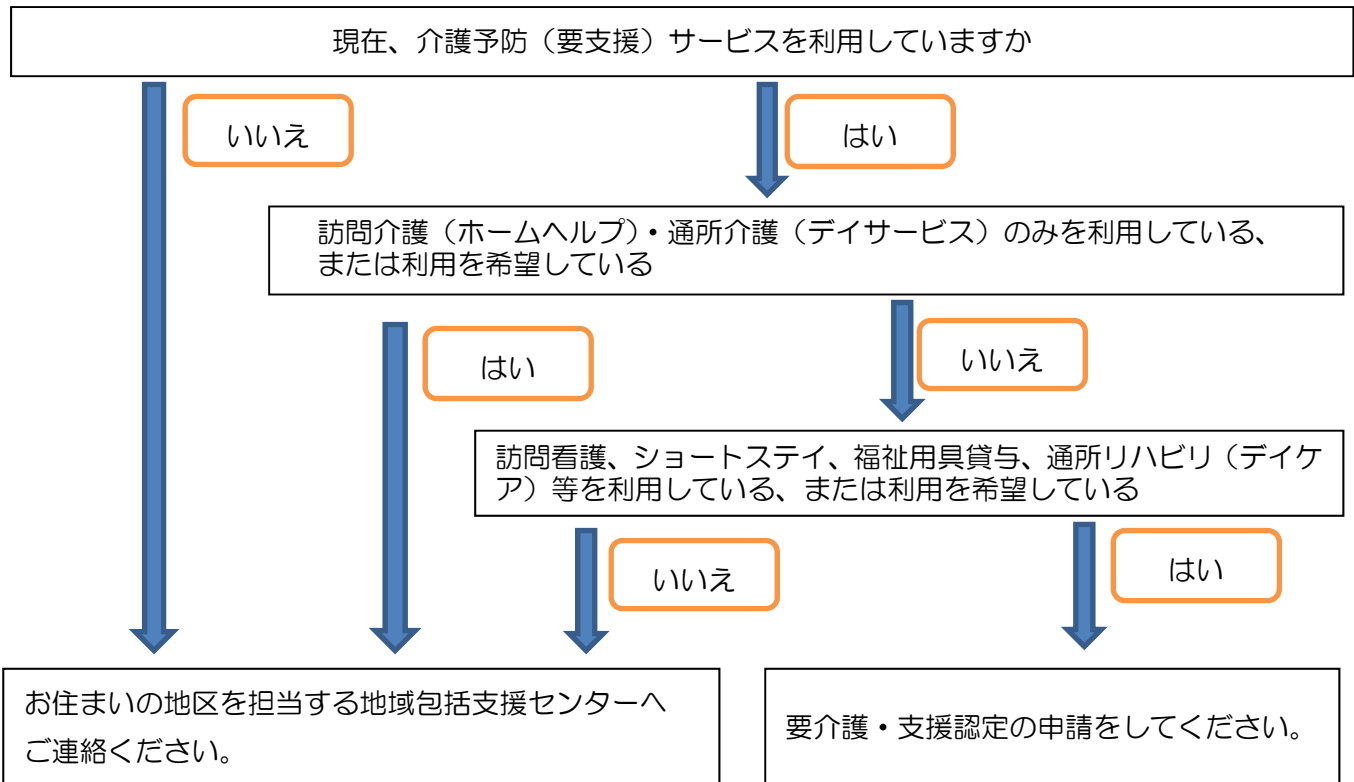 現在、介護予防（要支援）サービスを利用していますか
いいえ
はい
訪問介護（ホームヘルプ）・通所介護（デイサービス）のみを利用している、
または利用を希望している
はい
いいえ
訪問看護、ショートステイ、福祉用具貸与、通所リハビリ（デイケ
ア）等を利用している、または利用を希望している
いいえ
はい
お住まいの地区を担当する地域包括支援センターへ
ご連絡ください。
要介護・支援認定の申請をしてください。